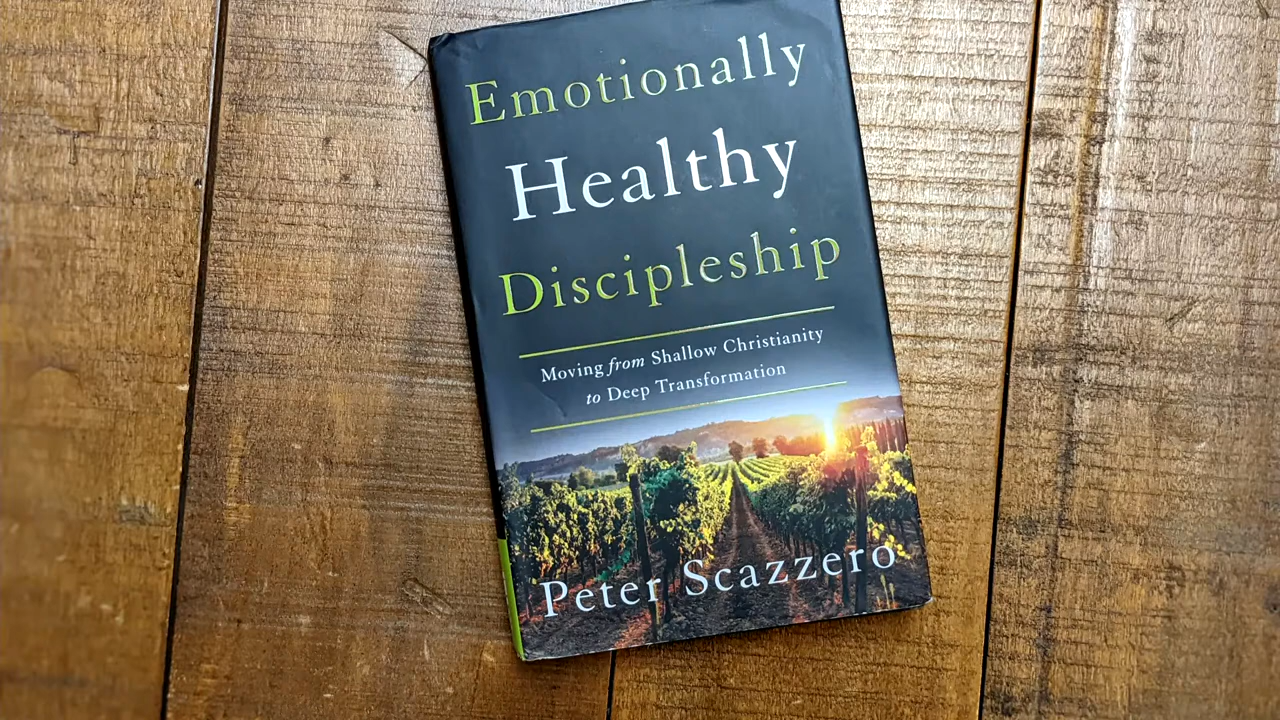 Emotionally
Healthy
Discipleship
Moving from Shallow Christianity
to Deep Transformation
Peter Scazzero